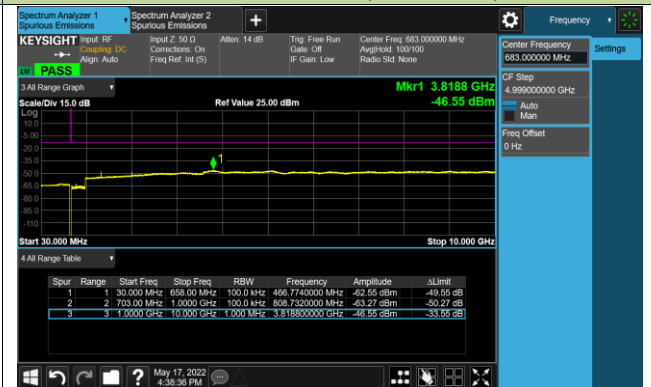 Spectrum Analyzer 1
Spurious Emissions
Spectrum Analyzer 2
Spurious Emissions
Frequency
KEYSIGHT
Input: RF
Coupling: DC
Align: Auto
Input Z: 50 Ω
Corrections: On
Freq Ref: Int (S)
Atten: 14 dB
Trig: Free Run
Gate: Off
IF Gain: Low
Center Freq: 683.000000 MHz
Avg|Hold: 100/100
Radio Std: None
PASS
3 All Range Graph
Mkr1 3.8188 GHz
Scale/Div 15.0 dB
Ref Value 25.00 dBm
-46.55 dBm
Log
10.0
-5.00
-20.0
-35.0
-50.0
-65.0
-80.0
-95.0
-110
1
Start 30.000 MHz
Stop 10.000 GHz
4 All Range Table
Spur Range Start Freq Stop Freq RBW Frequency Amplitude ΔLimit
1 1 30.000 MHz 658.00 MHz 100.0 kHz 466.7740000 MHz -62.55 dBm -49.55 dB
2 2 703.00 MHz 1.0000 GHz 100.0 kHz 808.7320000 MHz -63.27 dBm -50.27 dB
3 3 1.0000 GHz 10.000 GHz 1.000 MHz 3.818800000 GHz -46.55 dBm -33.55 dB
Center Frequency
683.000000 MHz
Settings
CF Step
4.999000000 GHz
Auto
Man
Freq Offset
0 Hz
May 17, 2022
4:38:36 PM